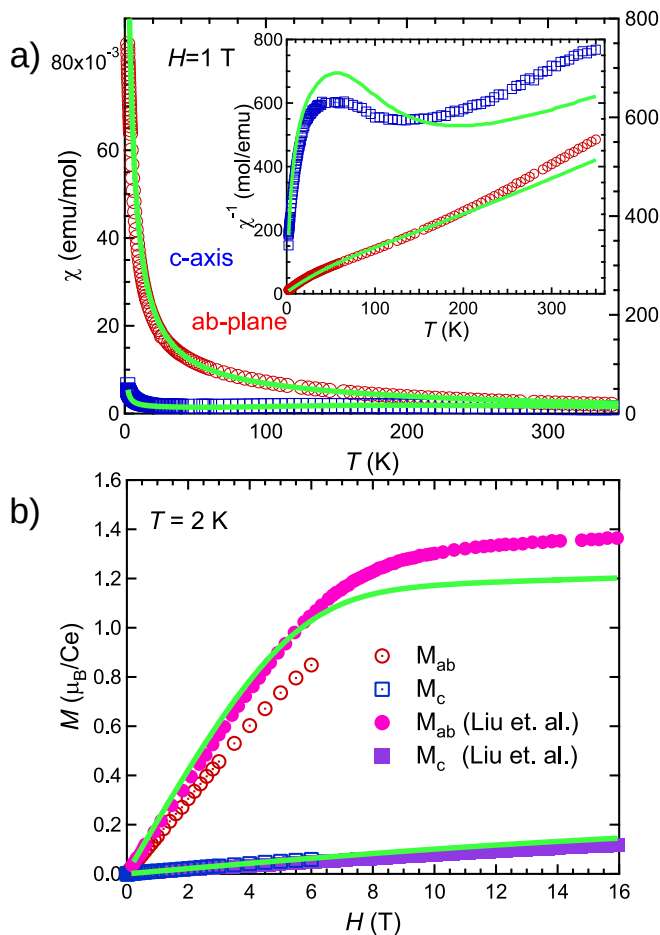 a)
H=1 T
80x10⁻³
60
40
20
0
χ (emu/mol)
c-axis
ab-plane
0 100 200 300
T (K)
800
600
400
200
0
800
600
400
200
0
χ⁻¹ (mol/emu)
0 100 200 300
T (K)
b)
T = 2 K
1.6
1.4
1.2
1.0
0.8
0.6
0.4
0.2
0.0
M (μB/Ce)
Mab
Mc
Mab (Liu et. al.)
Mc (Liu et. al.)
0 2 4 6 8 10 12 14 16
H (T)